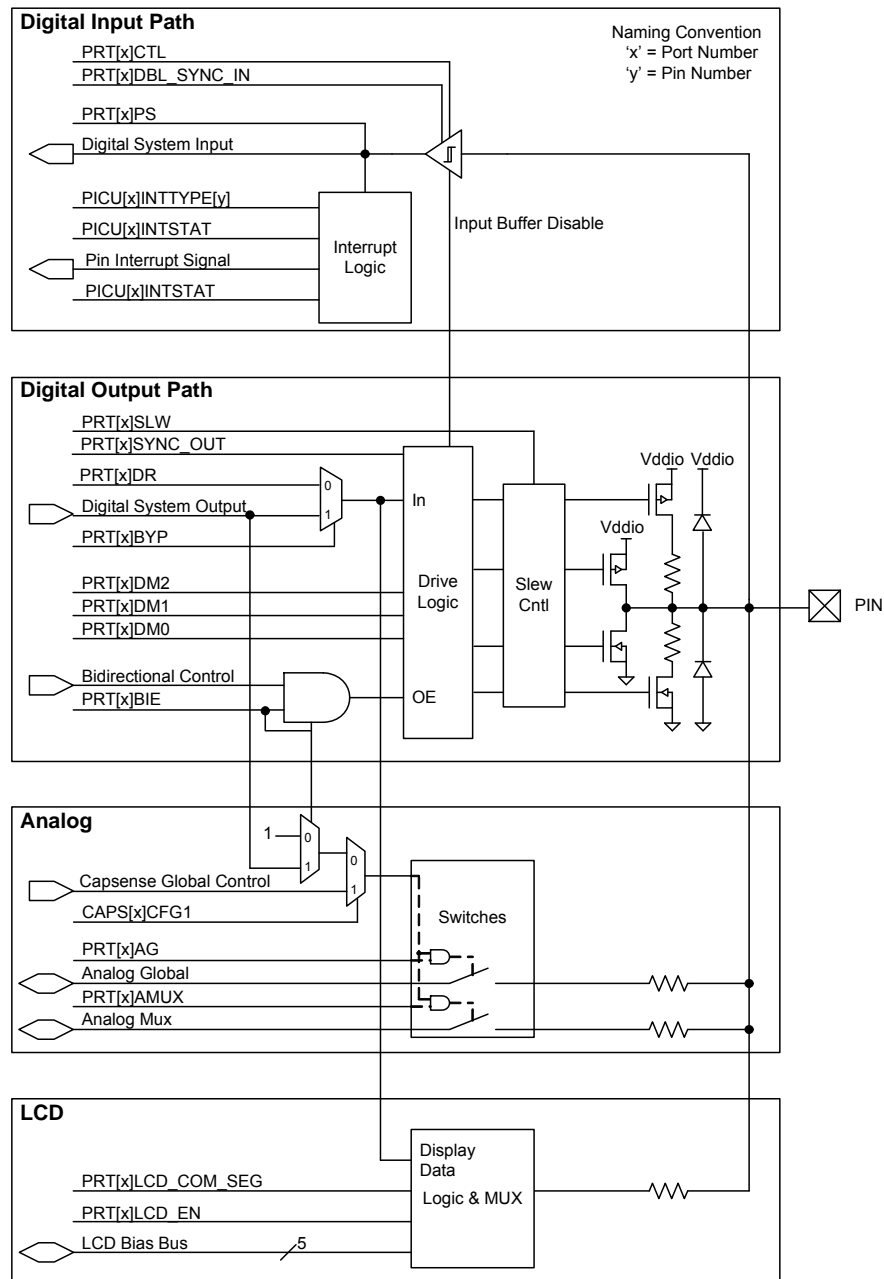 Digital Input Path
Naming Convention
'x' = Port Number
'y' = Pin Number
PRT[x]CTL
PRT[x]DBL_SYNC_IN
PRT[x]PS
Digital System Input
PICU[x]INTTYPE[y]
PICU[x]INTSTAT
Pin Interrupt Signal
PICU[x]INTSTAT
Interrupt
Logic
Input Buffer Disable
Digital Output Path
PRT[x]SLW
PRT[x]SYNC_OUT
PRT[x]DR
Digital System Output
PRT[x]BYP
0
1
In
PRT[x]DM2
PRT[x]DM1
PRT[x]DM0
Drive
Logic
Slew
Cntl
Vddio Vddio
Vddio
PIN
Bidirectional Control
PRT[x]BIE
OE
Analog
1
0
1
0
1
Capsense Global Control
CAPS[x]CFG1
Switches
PRT[x]AG
Analog Global
PRT[x]AMUX
Analog Mux
LCD
Display
Data
Logic & MUX
PRT[x]LCD_COM_SEG
PRT[x]LCD_EN
LCD Bias Bus
5